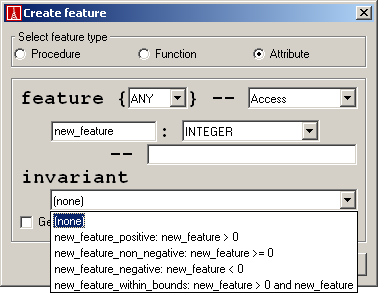 Create feature
Select feature type
Procedure Function Attribute
feature {ANY} -- Access
new_feature : INTEGER
--
invariant
(none)
Ge
(none)
new_feature_positive: new_feature > 0
new_feature_non_negative: new_feature >= 0
new_feature_negative: new_feature < 0
new_feature_within_bounds: new_feature > 0 and new_feature